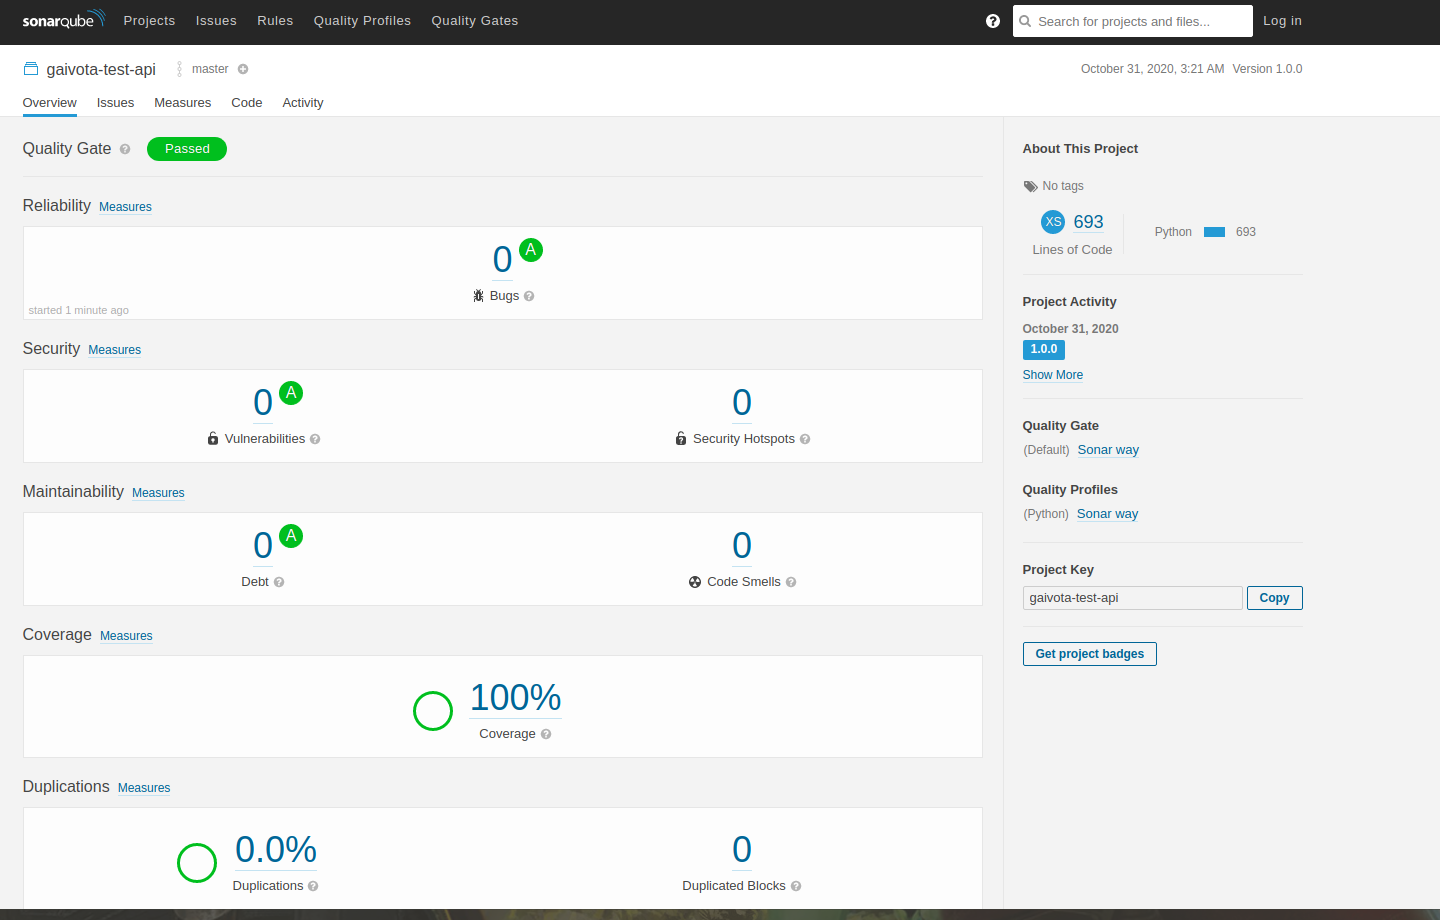 sonarqube Projects Issues Rules Quality Profiles Quality Gates ? Search for projects and files... Log in
gaivota-test-api master October 31, 2020, 3:21 AM Version 1.0.0
Overview Issues Measures Code Activity
Quality Gate ? Passed
Reliability Measures
0 A
Bugs ?
started 1 minute ago
Security Measures
0 A 0
Vulnerabilities ? Security Hotspots ?
Maintainability Measures
0 A 0
Debt ? Code Smells ?
Coverage Measures
100%
Coverage ?
Duplications Measures
0.0% 0
Duplications ? Duplicated Blocks ?
About This Project
No tags
XS 693 Python 693
Lines of Code
Project Activity
October 31, 2020
1.0.0
Show More
Quality Gate
(Default) Sonar way
Quality Profiles
(Python) Sonar way
Project Key
gaivota-test-api Copy
Get project badges